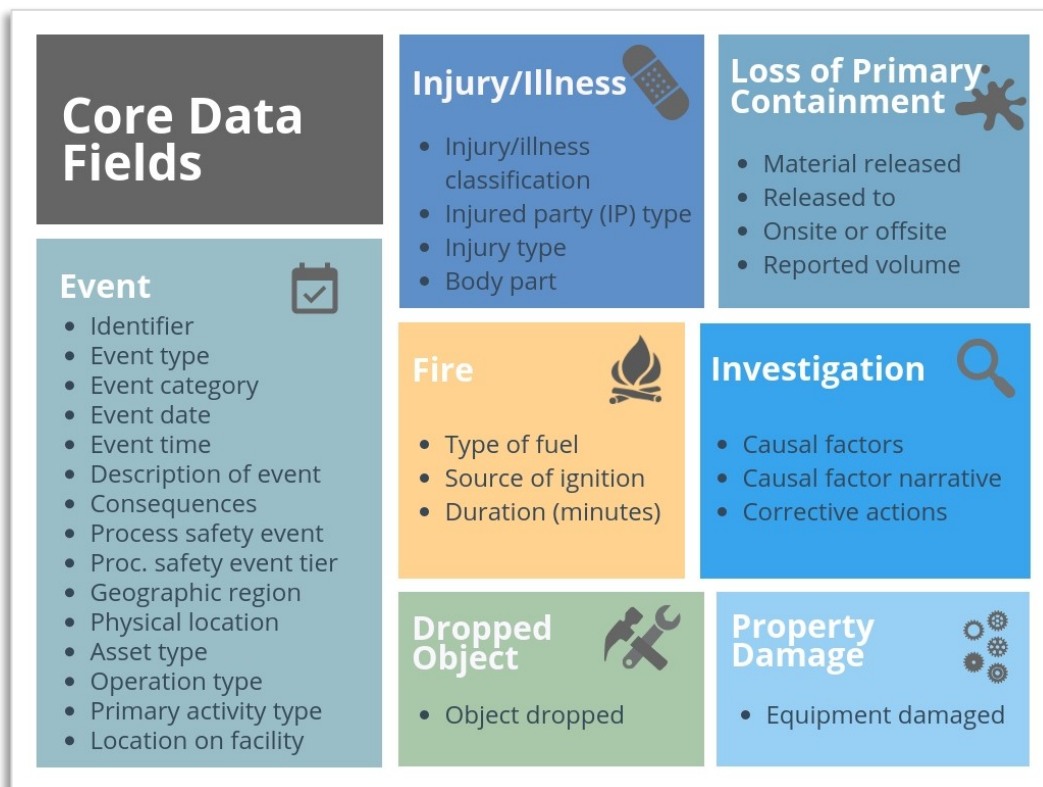 Core Data
Fields
Event
• Identifier
• Event type
• Event category
• Event date
• Event time
• Description of event
• Consequences
• Process safety event
• Proc. safety event tier
• Geographic region
• Physical location
• Asset type
• Operation type
• Primary activity type
• Location on facility
Injury/Illness
• Injury/illness
classification
• Injured party (IP) type
• Injury type
• Body part
Loss of Primary
Containment
• Material released
• Released to
• Onsite or offsite
• Reported volume
Fire
• Type of fuel
• Source of ignition
• Duration (minutes)
Investigation
• Causal factors
• Causal factor narrative
• Corrective actions
Dropped
Object
• Object dropped
Property
Damage
• Equipment damaged